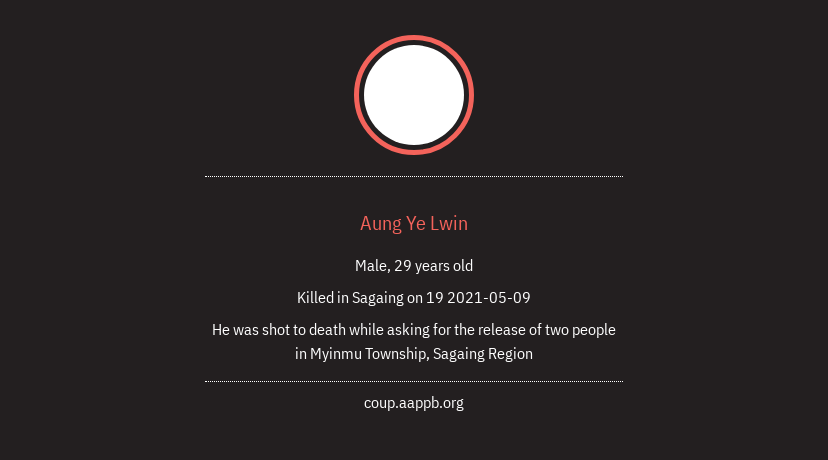 Aung Ye Lwin
Male, 29 years old
Killed in Sagaing on 19 2021-05-09
He was shot to death while asking for the release of two people
in Myinmu Township, Sagaing Region
coup.aappb.org